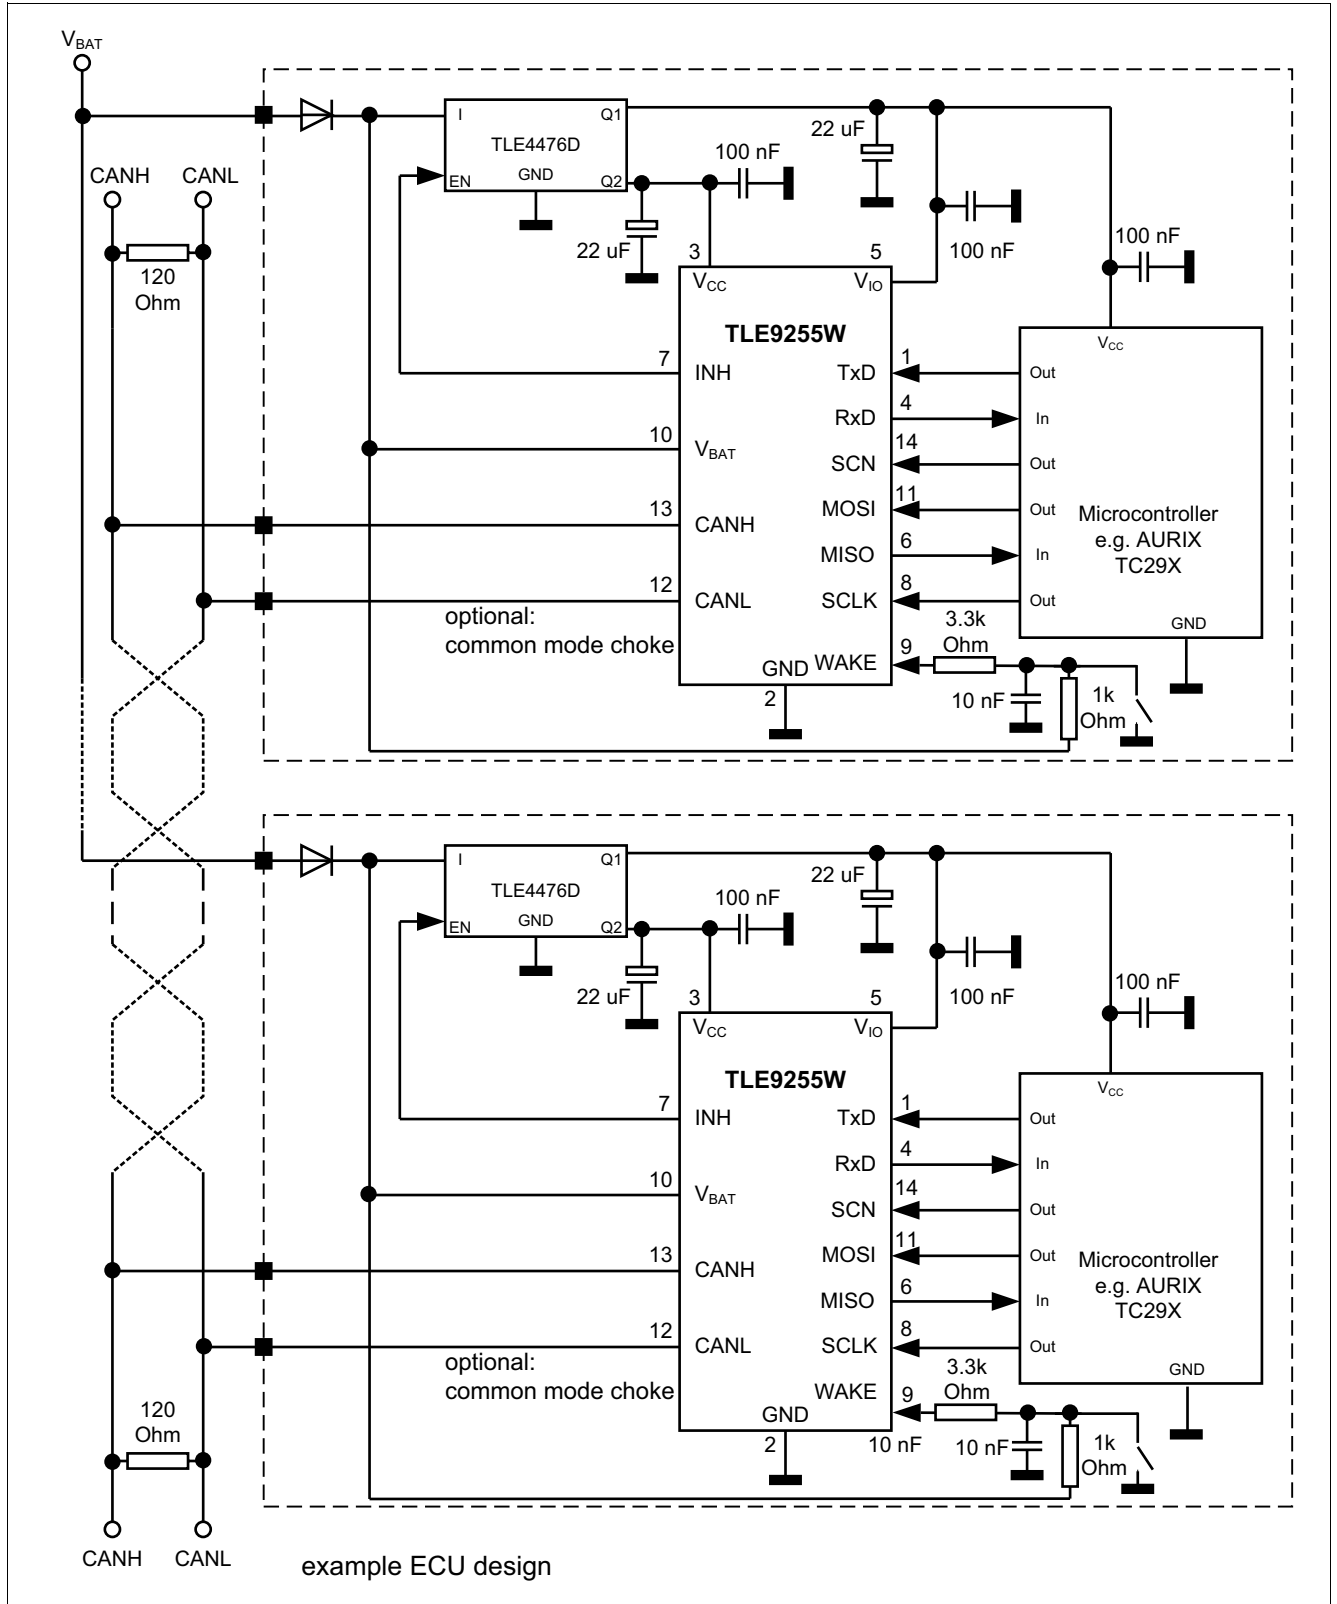 VBAT
CANH CANL
120
Ohm
I Q1
TLE4476D
EN GND Q2
22 uF
100 nF
22 uF
100 nF
100 nF
3 5
VCC VIO
TLE9255W
7 INH TxD 1
RxD 4
10 VBAT SCN 14
13 CANH MOSI 11
MISO 6
12 CANL SCLK 8
WAKE 9
GND
2
optional:
common mode choke
VCC
Out
In
Out
Out
In
Out
Microcontroller
e.g. AURIX
TC29X
GND
3.3k
Ohm
10 nF
1k
Ohm
I Q1
TLE4476D
EN GND Q2
22 uF
100 nF
22 uF
100 nF
100 nF
3 5
VCC VIO
TLE9255W
7 INH TxD 1
RxD 4
10 VBAT SCN 14
13 CANH MOSI 11
MISO 6
12 CANL SCLK 8
WAKE 9
GND
2
optional:
common mode choke
VCC
Out
In
Out
Out
In
Out
Microcontroller
e.g. AURIX
TC29X
GND
3.3k
Ohm
10 nF
10 nF
1k
Ohm
120
Ohm
CANH CANL
example ECU design